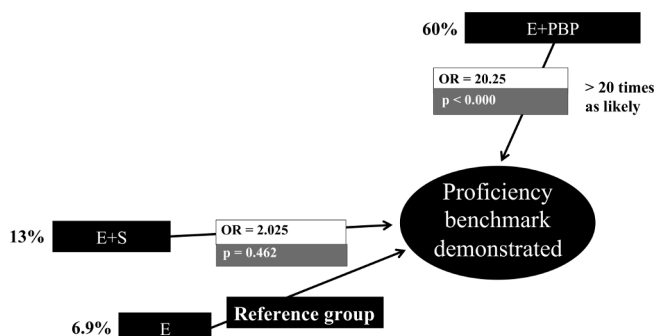 60%
E+PBP
OR = 20.25
p < 0.000
> 20 times
as likely
Proficiency
benchmark
demonstrated
13%
E+S
OR = 2.025
p = 0.462
Reference group
6.9%
E